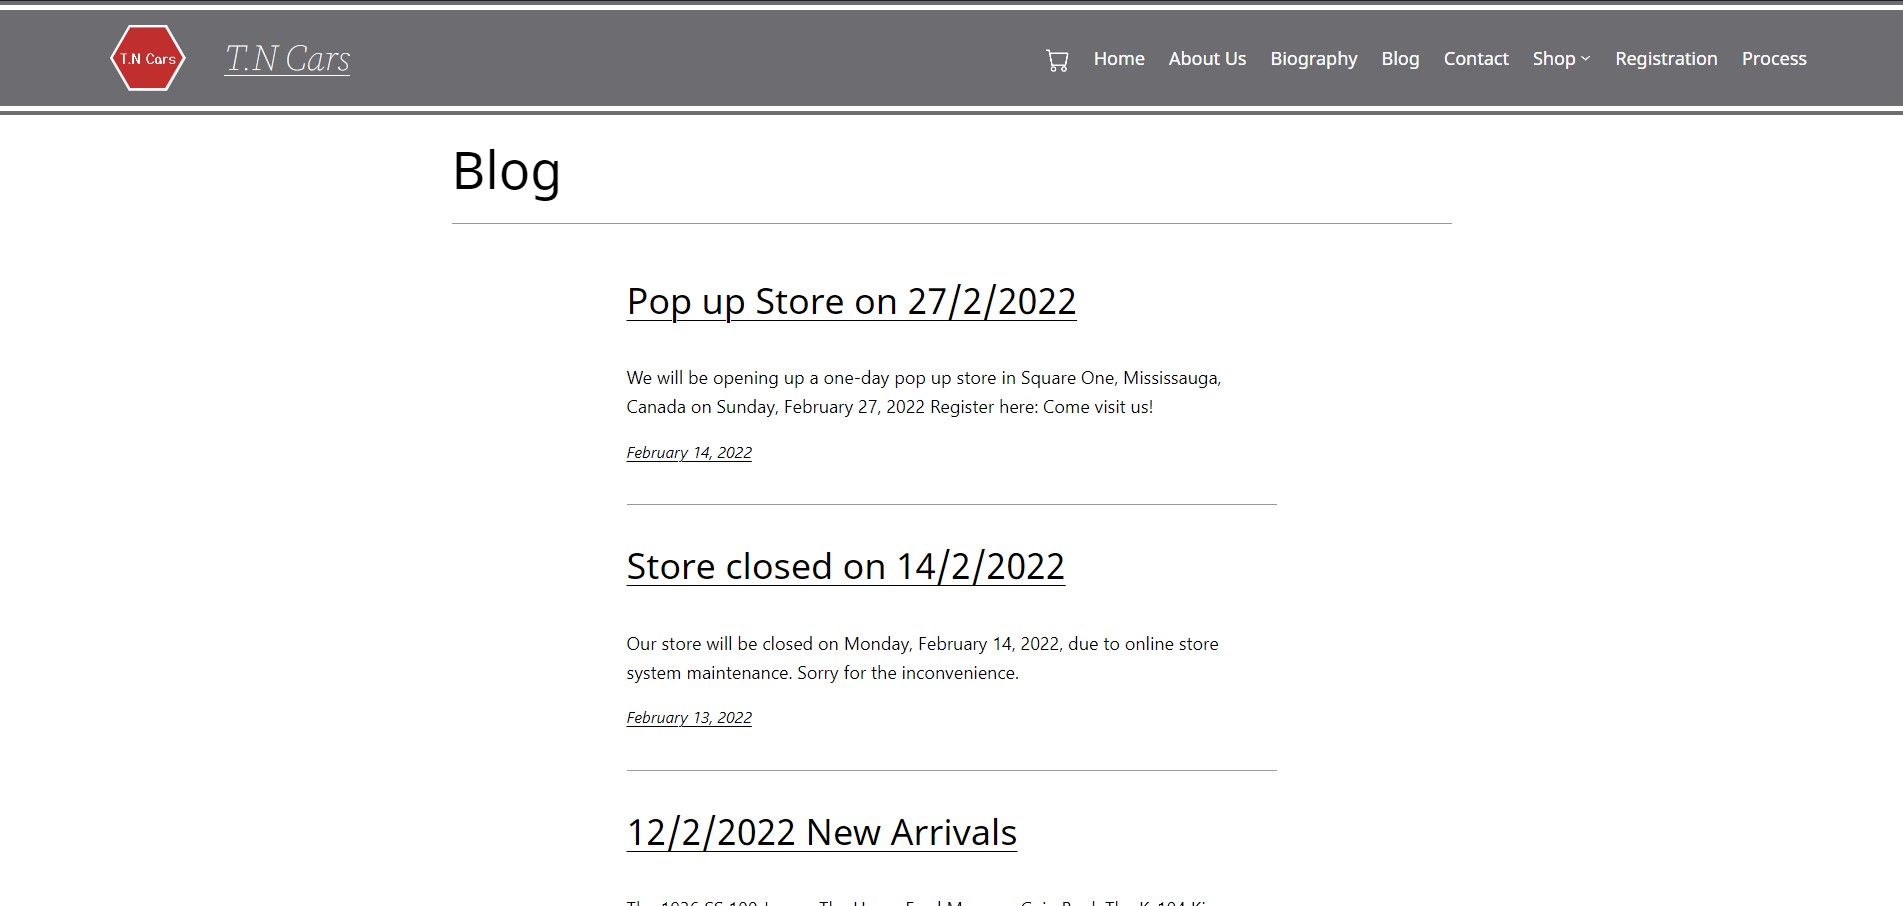 T.N Cars
T.N Cars
Home About Us Biography Blog Contact Shop Registration Process
Blog
Pop up Store on 27/2/2022
We will be opening up a one-day pop up store in Square One, Mississauga,
Canada on Sunday, February 27, 2022 Register here: Come visit us!
February 14, 2022
Store closed on 14/2/2022
Our store will be closed on Monday, February 14, 2022, due to online store
system maintenance. Sorry for the inconvenience.
February 13, 2022
12/2/2022 New Arrivals